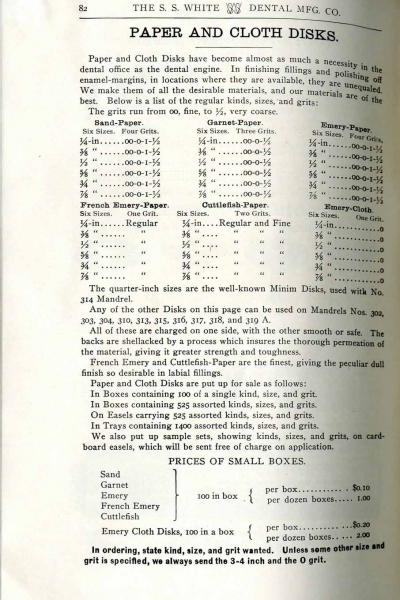 82 THE S. S. WHITE DENTAL MFG. CO.
PAPER AND CLOTH DISKS.
Paper and Cloth Disks have become almost as much a necessity in the
dental office as the dental engine. In finishing fillings and polishing off
enamel-margins, in locations where they are available, they are unequaled.
We make them of all the desirable materials, and our materials are of the
best. Below is a list of the regular kinds, sizes, and grits:
The grits run from 00, fine, to ½, very coarse.
Sand-Paper. Garnet-Paper. Emery-Paper.
Six Sizes. Four Grits. Six Sizes. Three Grits. Six Sizes. Four Grits.
¼-in......00-0-1-½ ¼-in......00-0-½ ¼-in......00-0-1-½
⅜ " ......00-0-1-½ ⅜ " ......00-0-½ ⅜ " ......00-0-1-½
½ " ......00-0-1-½ ½ " ......00-0-½ ½ " ......00-0-1-½
⅝ " ......00-0-1-½ ⅝ " ......00-0-½ ⅝ " ......00-0-1-½
¾ " ......00-0-1-½ ¾ " ......00-0-½ ¾ " ......00-0-1-½
⅞ " ......00-0-1-½ ⅞ " ......00-0-½ ⅞ " ......00-0-1-½
French Emery-Paper. Cuttlefish-Paper. Emery-Cloth.
Six Sizes. One Grit. Six Sizes. Two Grits. Six Sizes. One Grit.
¼-in......Regular ¼-in....Regular and Fine ¼-in...........0
⅜ " ...... " ⅜ " .... " " " ⅜ " ...........0
½ " ...... " ½ " .... " " " ½ " ...........0
⅝ " ...... " ⅝ " .... " " " ⅝ " ...........0
¾ " ...... " ¾ " .... " " " ¾ " ...........0
⅞ " ...... " ⅞ " .... " " " ⅞ " ...........0
The quarter-inch sizes are the well-known Minim Disks, used with No.
314 Mandrel.
Any of the other Disks on this page can be used on Mandrels Nos. 302,
303, 304, 310, 313, 315, 316, 317, 318, and 319 A.
All of these are charged on one side, with the other smooth or safe. The
backs are shellacked by a process which insures the thorough permeation of
the material, giving it greater strength and toughness.
French Emery and Cuttlefish-Paper are the finest, giving the peculiar dull
finish so desirable in labial fillings.
Paper and Cloth Disks are put up for sale as follows:
In Boxes containing 100 of a single kind, size, and grit.
In Boxes containing 525 assorted kinds, sizes, and grit.
On Easels carrying 525 assorted kinds, sizes, and grit.
In Trays containing 1400 assorted kinds, sizes, and grit.
We also put up sample sets, showing kinds, sizes, and grits, on card-
board easels, which will be sent free of charge on application.
PRICES OF SMALL BOXES.
Sand
Garnet
Emery
French Emery
Cuttlefish
100 in box { per box........... $0.10
per dozen boxes..... 1.00
Emery Cloth Disks, 100 in a box { per box............$0.20
per dozen boxes..... 2.00
In ordering, state kind, size, and grit wanted. Unless some other size and
grit is specified, we always send the 3-4 inch and the 0 grit.